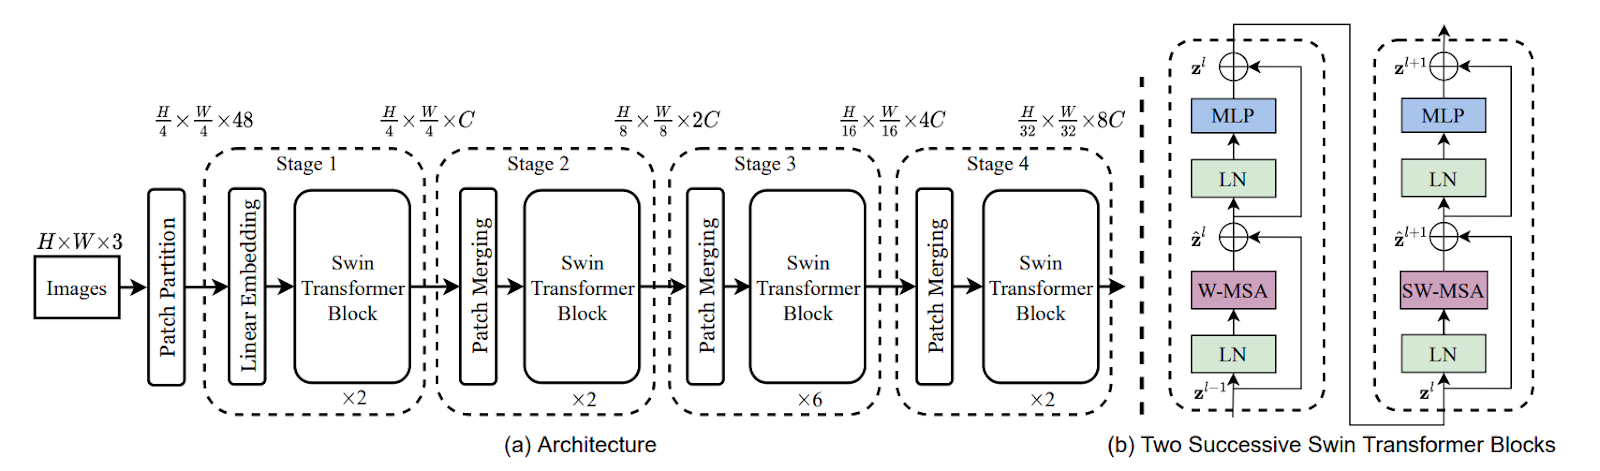 H×W×3
Images
Patch Partition
H/4×W/4×48
Stage 1
Linear Embedding
Swin
Transformer
Block
×2
H/4×W/4×C
Stage 2
Patch Merging
Swin
Transformer
Block
×2
H/8×W/8×2C
Stage 3
Patch Merging
Swin
Transformer
Block
×6
H/16×W/16×4C
Stage 4
Patch Merging
Swin
Transformer
Block
×2
H/32×W/32×8C
(a) Architecture
z^l
MLP
LN
ẑ^l
W-MSA
LN
z^{l-1}
z^{l+1}
MLP
LN
ẑ^{l+1}
SW-MSA
LN
z^l
(b) Two Successive Swin Transformer Blocks